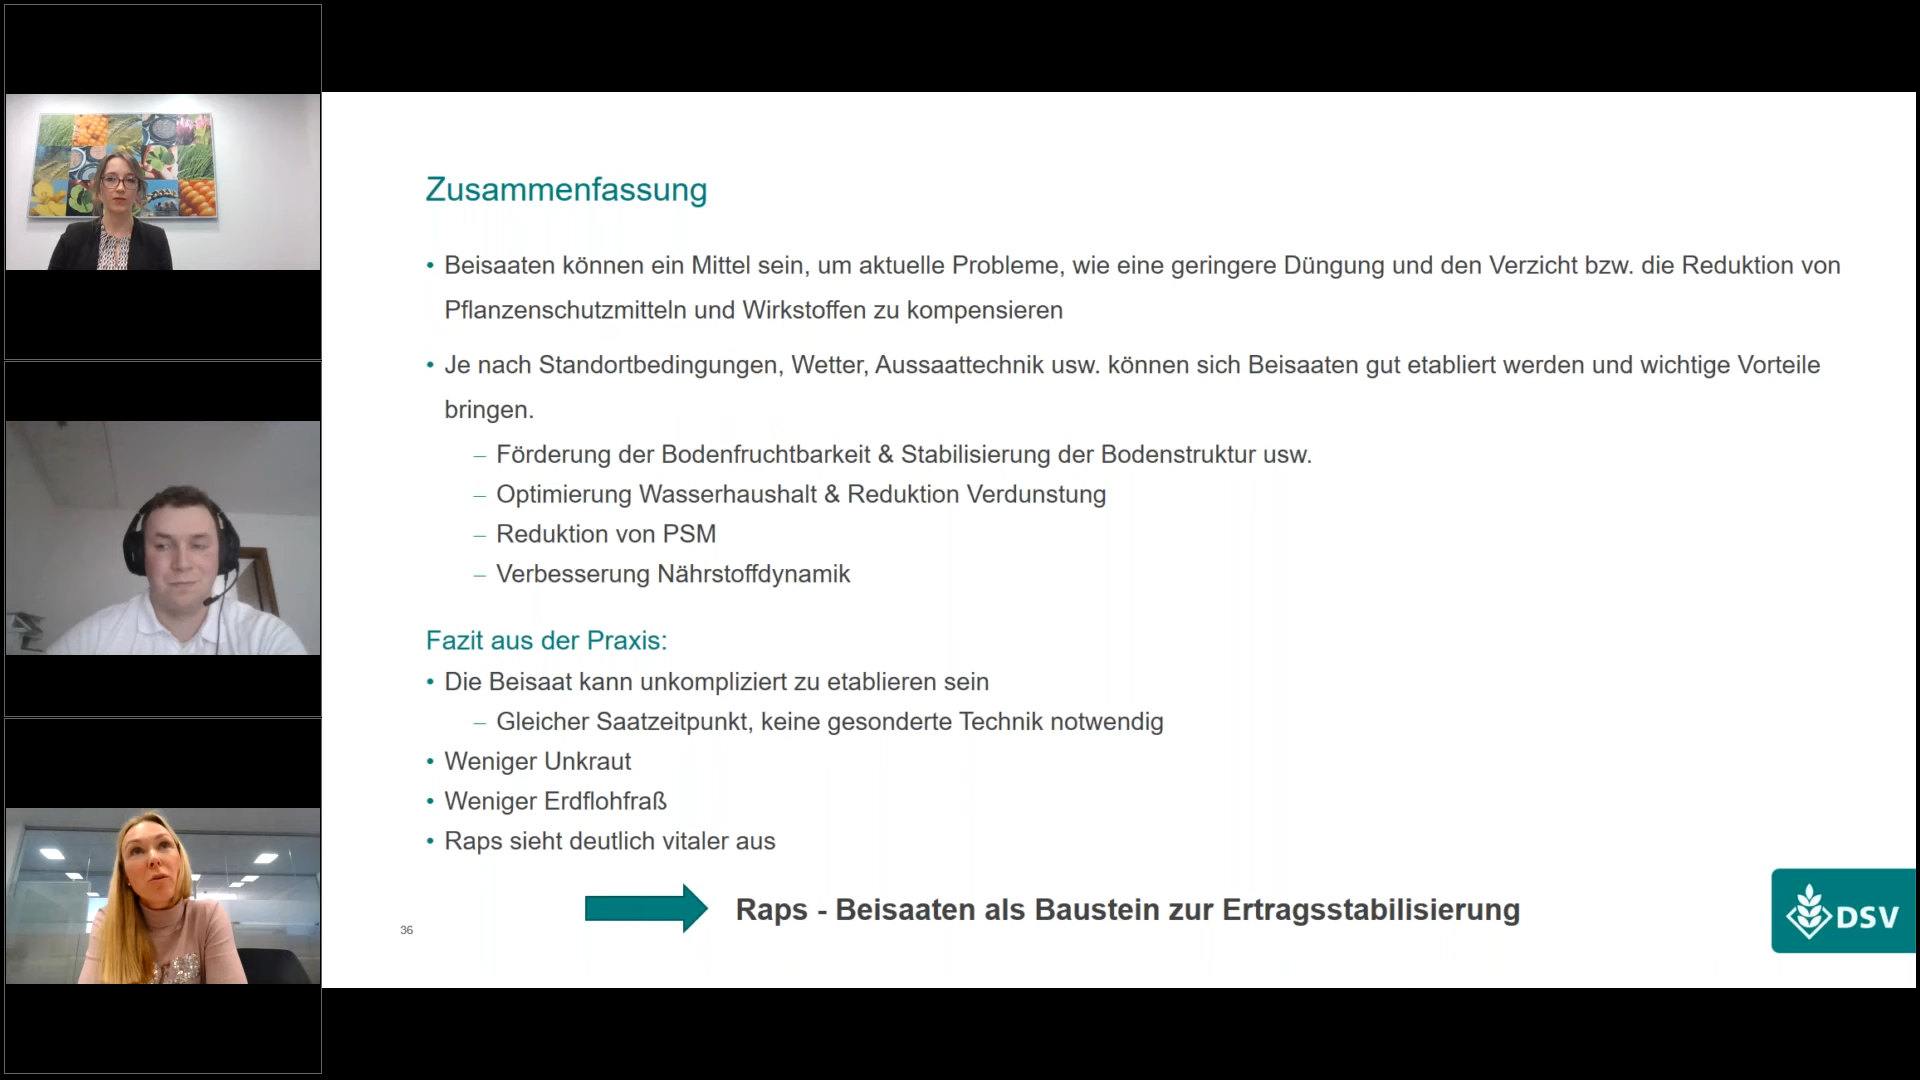 Zusammenfassung
• Beisaaten können ein Mittel sein, um aktuelle Probleme, wie eine geringere Düngung und den Verzicht bzw. die Reduktion von
Pflanzenschutzmitteln und Wirkstoffen zu kompensieren
• Je nach Standortbedingungen, Wetter, Aussaattechnik usw. können sich Beisaaten gut etabliert werden und wichtige Vorteile
bringen.
– Förderung der Bodenfruchtbarkeit & Stabilisierung der Bodenstruktur usw.
– Optimierung Wasserhaushalt & Reduktion Verdunstung
– Reduktion von PSM
– Verbesserung Nährstoffdynamik
Fazit aus der Praxis:
• Die Beisaat kann unkompliziert zu etablieren sein
– Gleicher Saatzeitpunkt, keine gesonderte Technik notwendig
• Weniger Unkraut
• Weniger Erdflohfraß
• Raps sieht deutlich vitaler aus
Raps - Beisaaten als Baustein zur Ertragsstabilisierung
36
DSV